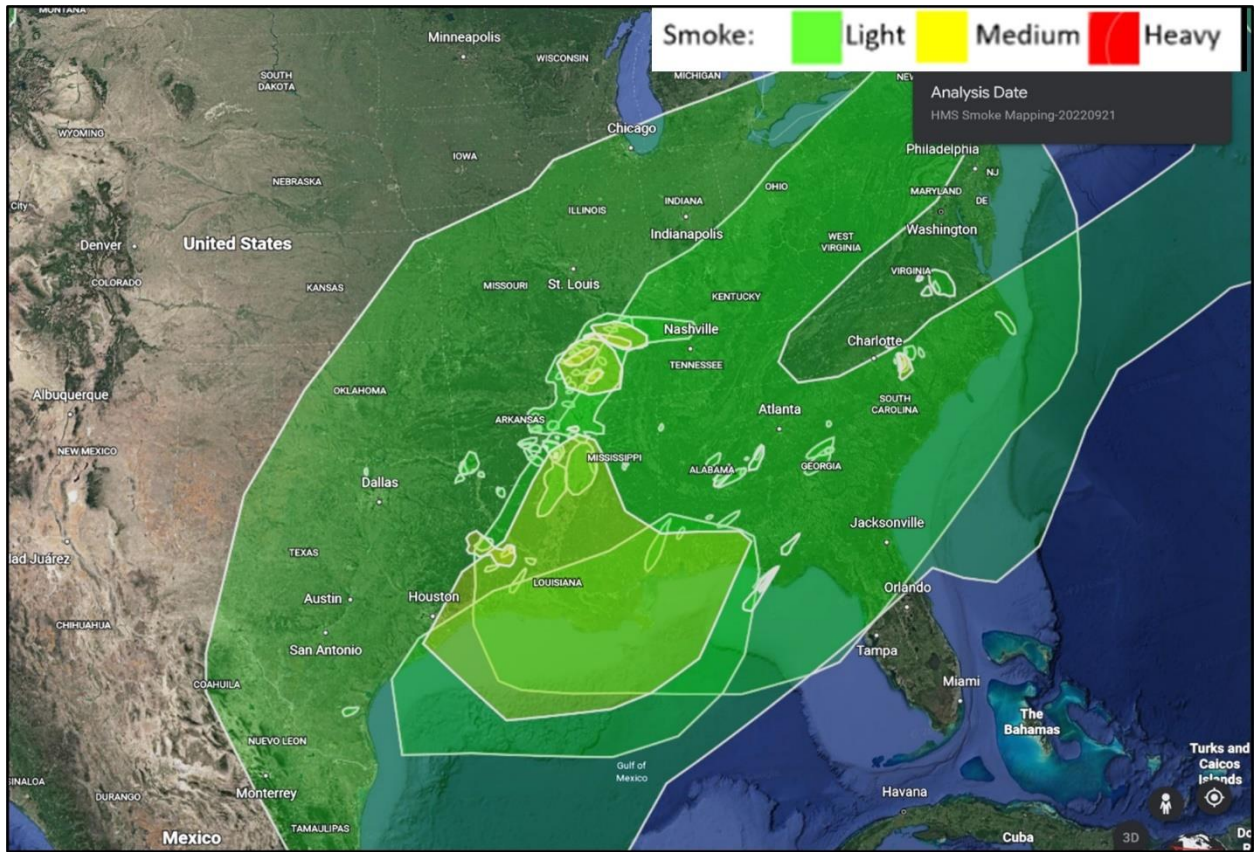 MONTANA
Smoke: Light Medium Heavy
Minneapolis
WISCONSIN
SOUTH
DAKOTA
MICHIGAN
NEW
Analysis Date
HMS Smoke Mapping-20220921
WYOMING
Chicago
IOWA
Philadelphia
NJ
NEBRASKA
OHIO
MARYLAND
DE
City
ILLINOIS
INDIANA
Indianapolis
WEST
VIRGINIA
Washington
Denver
United States
COLORADO
KANSAS
MISSOURI
St. Louis
VIRGINIA
KENTUCKY
Nashville
TENNESSEE
Charlotte
Albuquerque
OKLAHOMA
SOUTH
CAROLINA
Atlanta
ARKANSAS
NEW MEXICO
MISSISSIPPI
ALABAMA
GEORGIA
Dallas
Jacksonville
lad Juárez
TEXAS
LOUISIANA
Orlando
Austin
Houston
CHIHUAHUA
San Antonio
Tampa
COAHUILA
Miami
The
Bahamas
NUEVO LEON
Gulf of
Mexico
Turks and
Caicos
Islands
SINALOA
DURANGO
Monterrey
Havana
TAMAULIPAS
Mexico
Cuba
3D